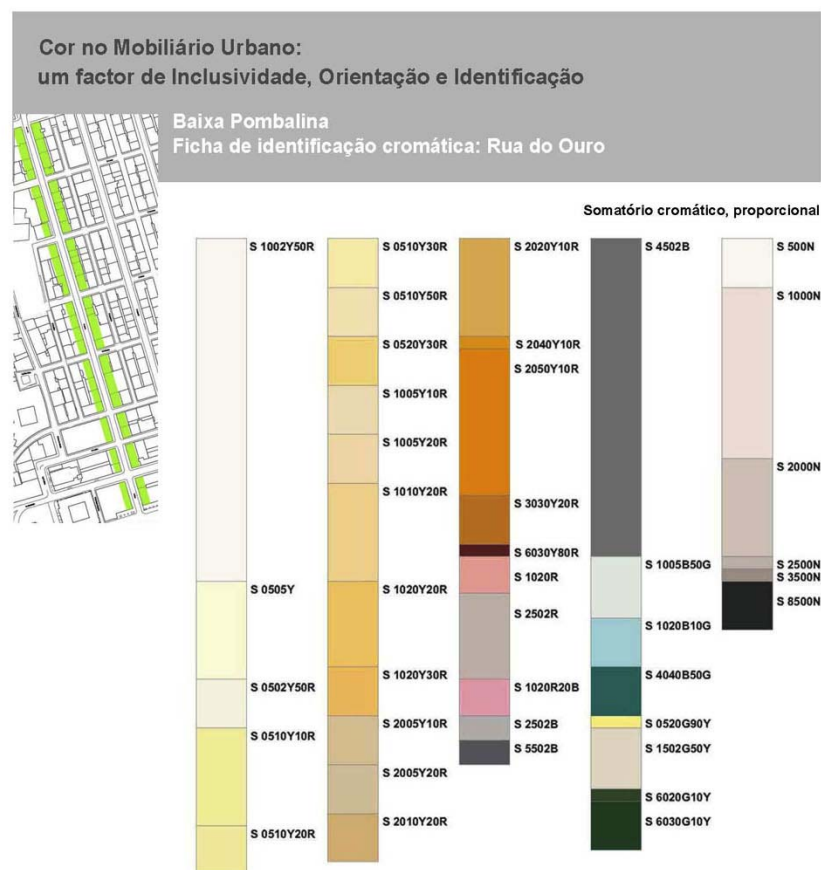 Cor no Mobiliário Urbano:
um factor de Inclusividade, Orientação e Identificação
Baixa Pombalina
Ficha de identificação cromática: Rua do Ouro
Somatório cromático, proporcional
S 1002Y50R
S 0505Y
S 0502Y50R
S 0510Y10R
S 0510Y20R
S 0510Y30R
S 0510Y50R
S 0520Y30R
S 1005Y10R
S 1005Y20R
S 1010Y20R
S 1020Y20R
S 1020Y30R
S 2005Y10R
S 2005Y20R
S 2010Y20R
S 2020Y10R
S 2040Y10R
S 2050Y10R
S 3030Y20R
S 6030Y80R
S 1020R
S 2502R
S 1020R20B
S 2502B
S 5502B
S 4502B
S 1005B50G
S 1020B10G
S 4040B50G
S 0520G90Y
S 1502G50Y
S 6020G10Y
S 6030G10Y
S 500N
S 1000N
S 2000N
S 2500N
S 3500N
S 8500N